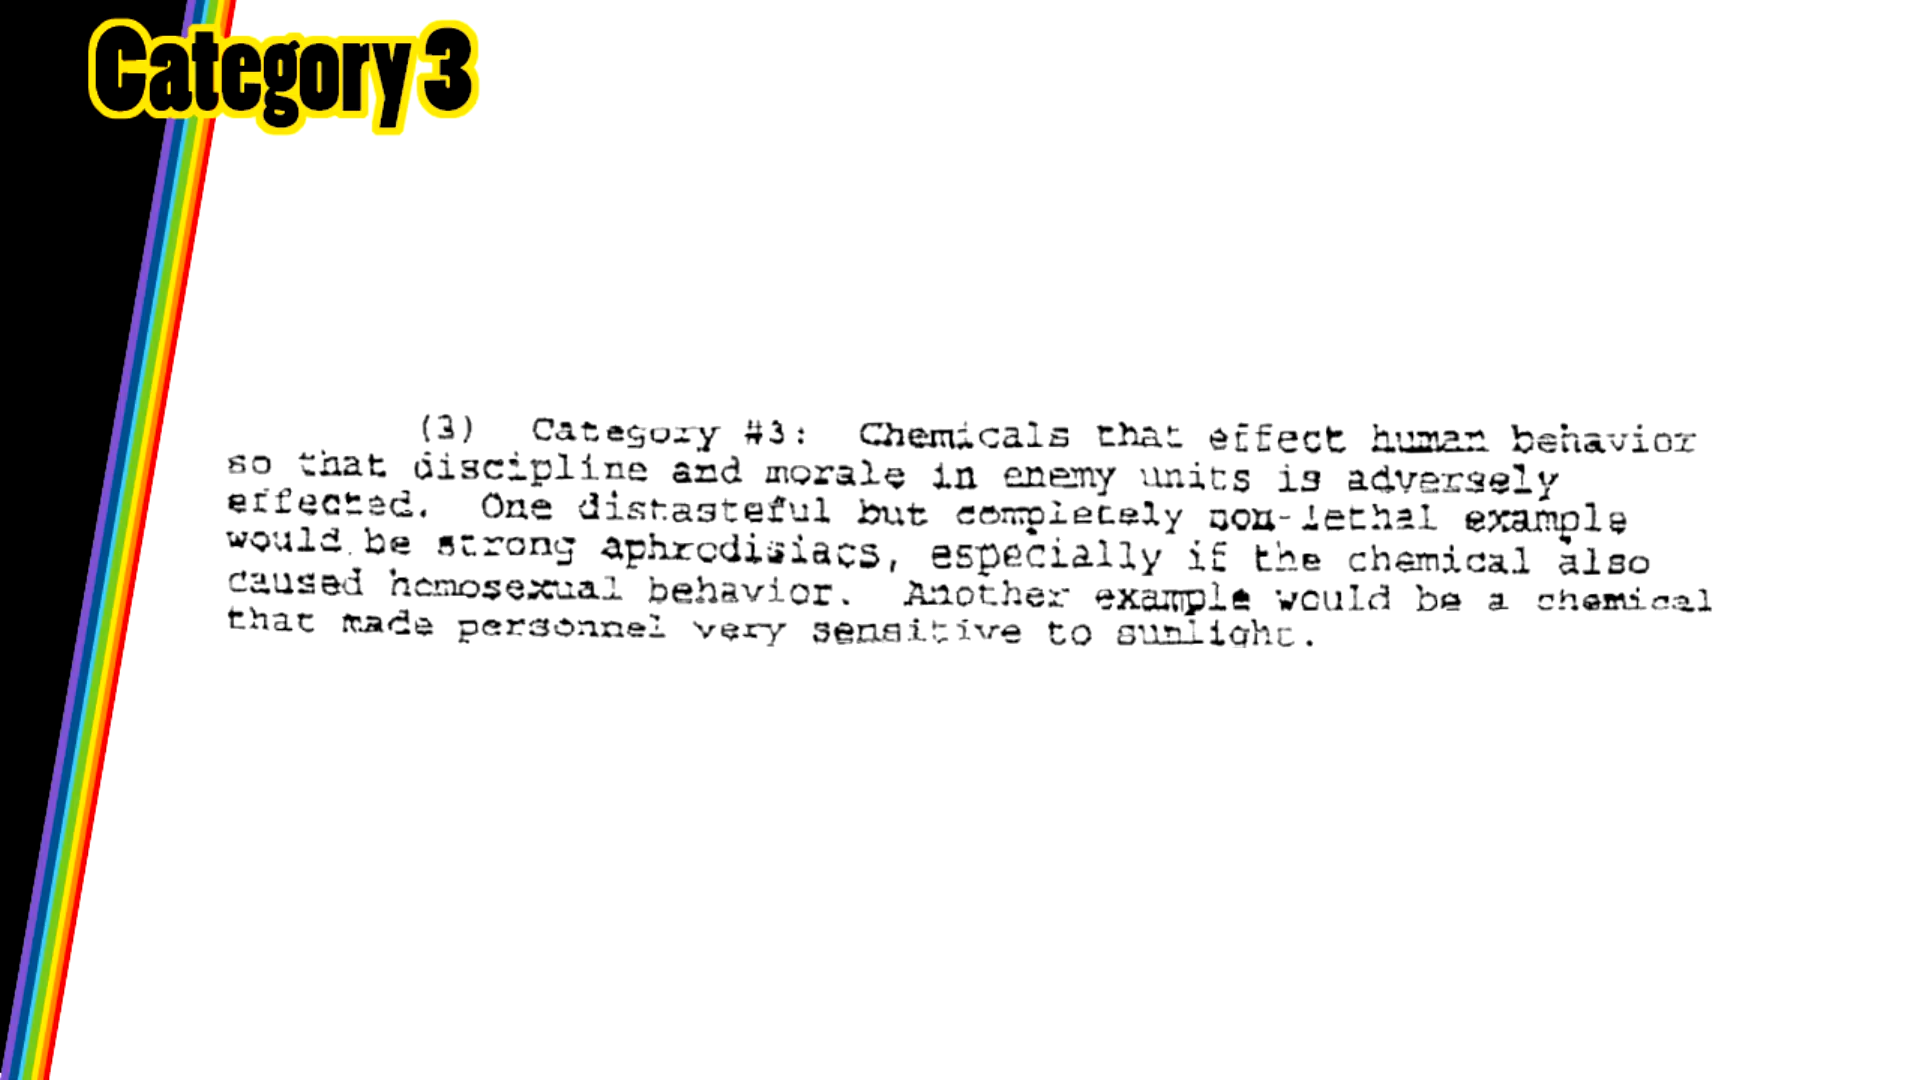 Category 3
(3) Category #3: Chemicals that effect human behavior
so that discipline and morale in enemy units is adversely
effected. One distasteful but completely non-lethal example
would be strong aphrodisiacs, especially if the chemical also
caused homosexual behavior. Another example would be a chemical
that made personnel very sensitive to sunlight.